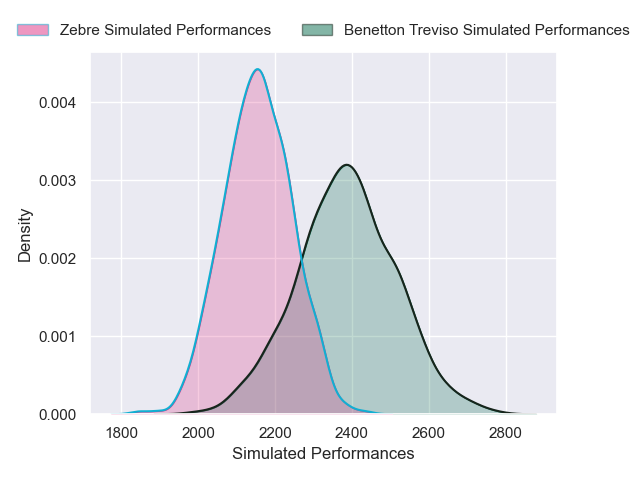 Zebre Simulated Performances
Benetton Treviso Simulated Performances
0.004
0.003
0.002
0.001
0.000
Density
1800 2000 2200 2400 2600 2800
Simulated Performances